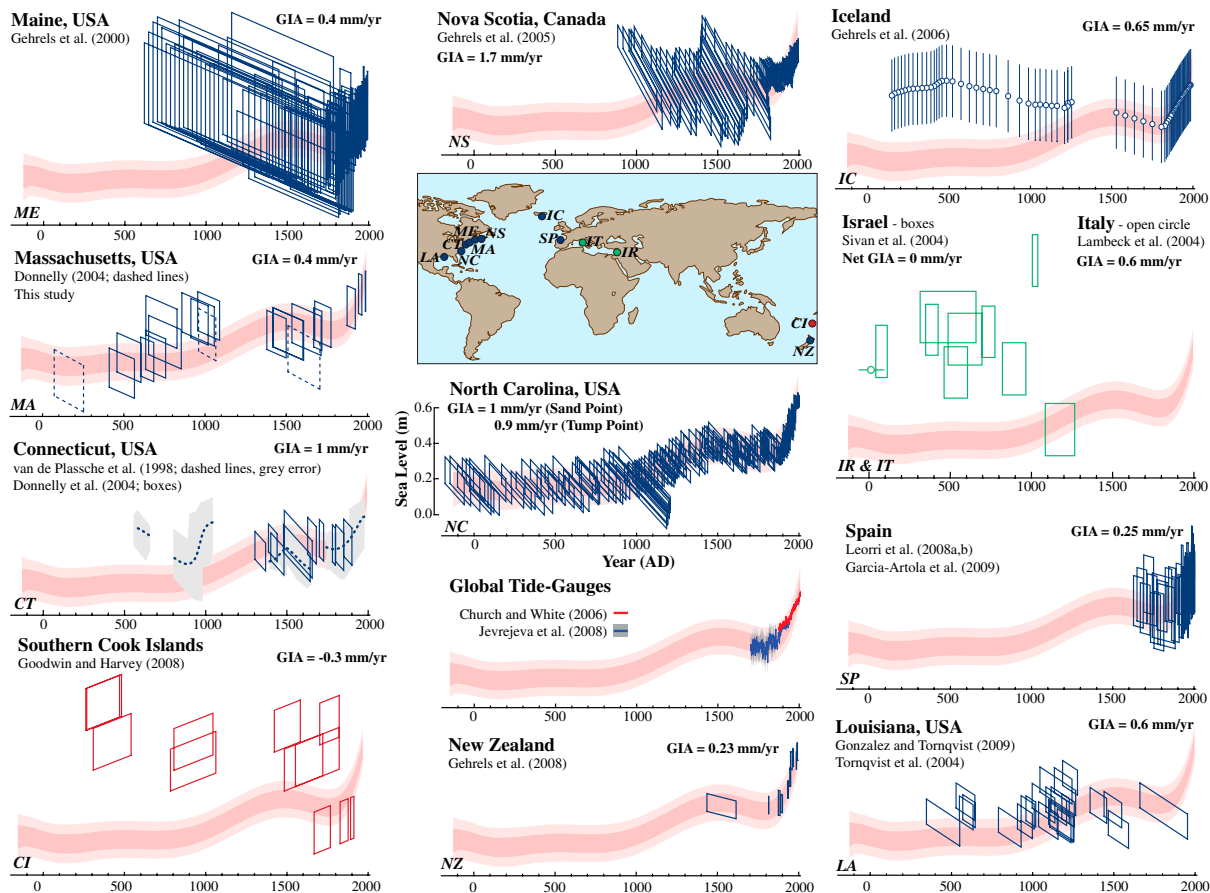 Maine, USA
GIA = 0.4 mm/yr
Gehrels et al. (2000)
ME
0 500 1000 1500 2000
Massachusetts, USA
GIA = 0.4 mm/yr
Donnelly (2004; dashed lines)
This study
MA
0 500 1000 1500 2000
Connecticut, USA
GIA = 1 mm/yr
van de Plassche et al. (1998; dashed lines, grey error)
Donnelly et al. (2004; boxes)
CT
0 500 1000 1500 2000
Southern Cook Islands
Goodwin and Harvey (2008)
GIA = -0.3 mm/yr
CI
0 500 1000 1500 2000
Nova Scotia, Canada
Gehrels et al. (2005)
GIA = 1.7 mm/yr
NS
0 500 1000 1500 2000
IC
ME NS
CT
MA
NC
LA
SP
IT
IR
CI
NZ
North Carolina, USA
GIA = 1 mm/yr (Sand Point)
0.9 mm/yr (Tump Point)
Sea Level (m)
0.6
0.4
0.2
0.0
NC
0 500 1000 1500 2000
Year (AD)
Global Tide-Gauges
Church and White (2006)
Jevrejeva et al. (2008)
0 500 1000 1500 2000
New Zealand
GIA = 0.23 mm/yr
Gehrels et al. (2008)
NZ
0 500 1000 1500 2000
Iceland
Gehrels et al. (2006)
GIA = 0.65 mm/yr
IC
0 500 1000 1500 2000
Israel - boxes
Sivan et al. (2004)
Net GIA = 0 mm/yr
Italy - open circle
Lambeck et al. (2004)
GIA = 0.6 mm/yr
IR & IT
0 500 1000 1500 2000
Spain
GIA = 0.25 mm/yr
Leorri et al. (2008a,b)
Garcia-Artola et al. (2009)
SP
0 500 1000 1500 2000
Louisiana, USA
GIA = 0.6 mm/yr
Gonzalez and Tornqvist (2009)
Tornqvist et al. (2004)
LA
0 500 1000 1500 2000